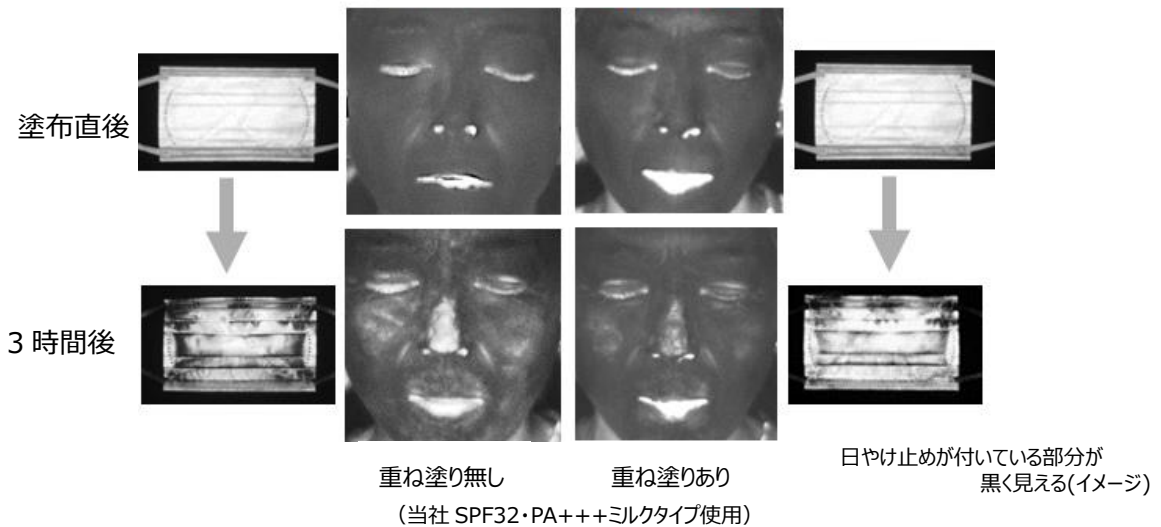 塗布直後
3 時間後
重ね塗り無し
重ね塗りあり
(当社 SPF32・PA+++ミルクタイプ使用)
日やけ止めが付いている部分が
黒く見える(イメージ)